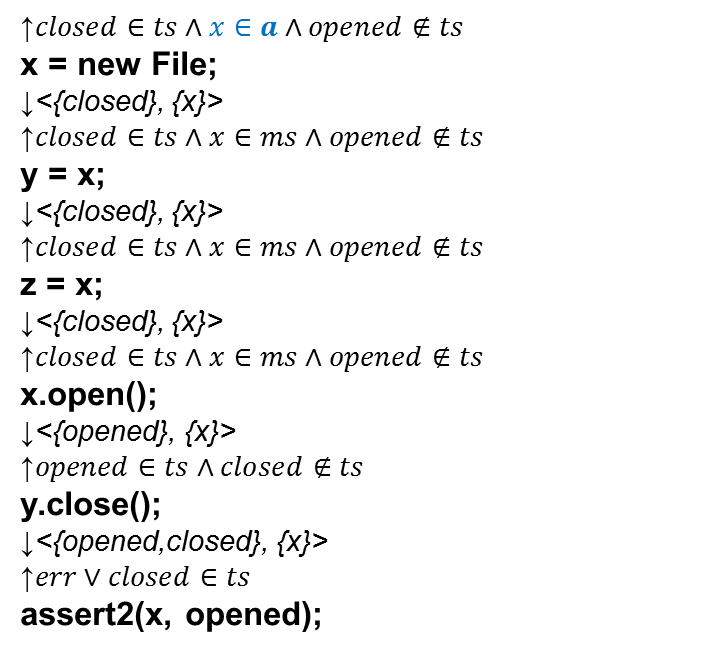 ↑closed ∈ ts ∧ x ∈ a ∧ opened ∉ ts
x = new File;
↓<{closed}, {x}>
↑closed ∈ ts ∧ x ∈ ms ∧ opened ∉ ts
y = x;
↓<{closed}, {x}>
↑closed ∈ ts ∧ x ∈ ms ∧ opened ∉ ts
z = x;
↓<{closed}, {x}>
↑closed ∈ ts ∧ x ∈ ms ∧ opened ∉ ts
x.open();
↓<{opened}, {x}>
↑opened ∈ ts ∧ closed ∉ ts
y.close();
↓<{opened,closed}, {x}>
↑err ∨ closed ∈ ts
assert2(x, opened);